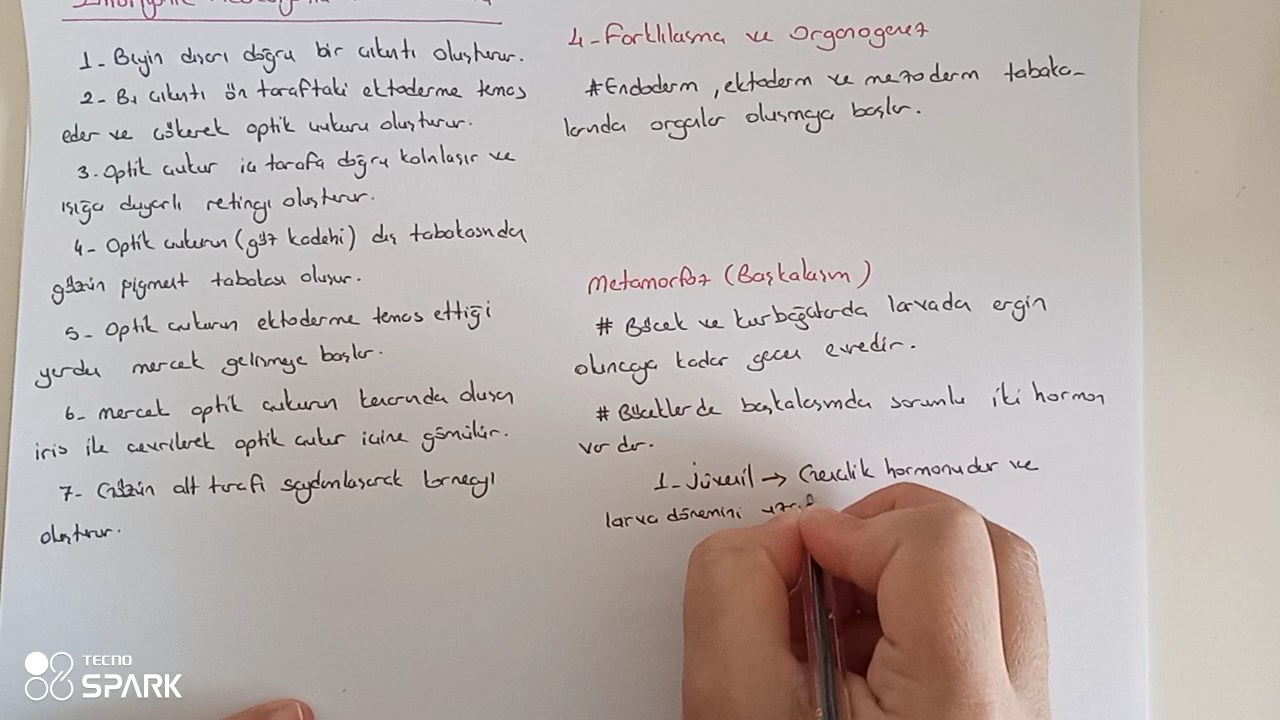 1- Beyin dışarı doğru bir çıkıntı oluşturur.
2- Bu çıkıntı ön taraftaki ektoderme temas
eder ve çökerek optik çukuru oluşturur.
3- Optik çukur iç tarafa doğru kalınlaşır ve
ışığa duyarlı retinayı oluşturur.
4- Optik çukurun (göz kadehi) dış tabakasında
gözün pigment tabakası oluşur.
5- Optik çukurun ektoderme temas ettiği
yerden mercek gelişmeye başlar.
6- mercek optik çukurun kenarında oluşan
iris ile çevrilerek optik çukur içine gömülür.
7- Gözün alt tarafı saydamlaşarak korneayı
oluşturur.
4- Farklılaşma ve Organogenez
#Endoderm, ektoderm ve mezoderm tabaka-
larında organlar oluşmaya başlar.
Metamorfoz (Başkalaşım)
# Böcek ve kurbağalarda larvada ergin
oluncaya kadar geçen evredir.
# Böceklerde başkalaşımda sorumlu iki hormon
vardır.
1- Jüvenil → Gençlik hormonudur ve
larva dönemini
TECNO
SPARK